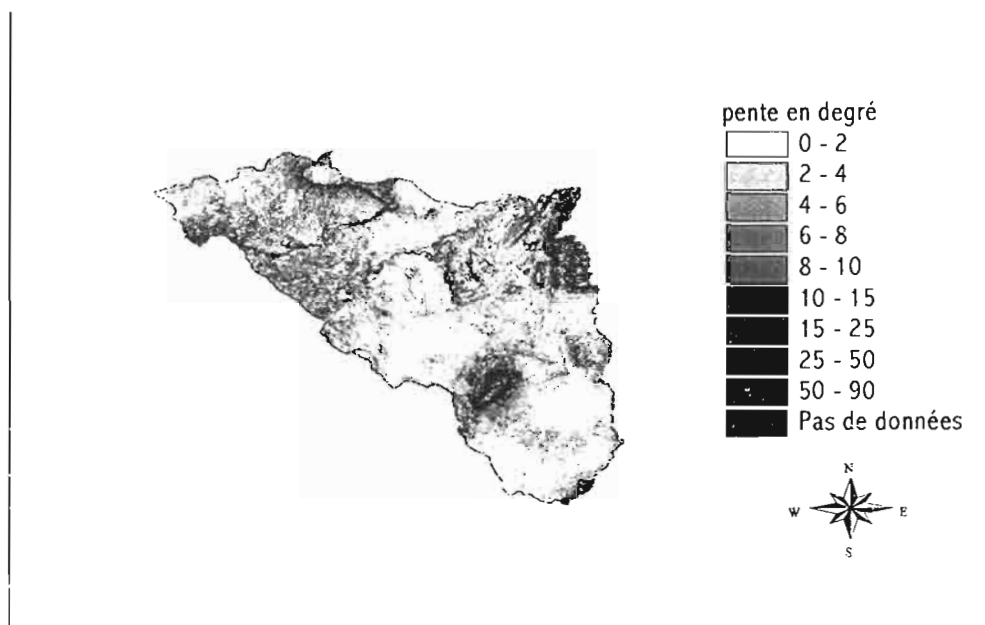 pente en degré
0 - 2
2 - 4
4 - 6
6 - 8
8 - 10
10 - 15
15 - 25
25 - 50
50 - 90
Pas de données
N
W E
S